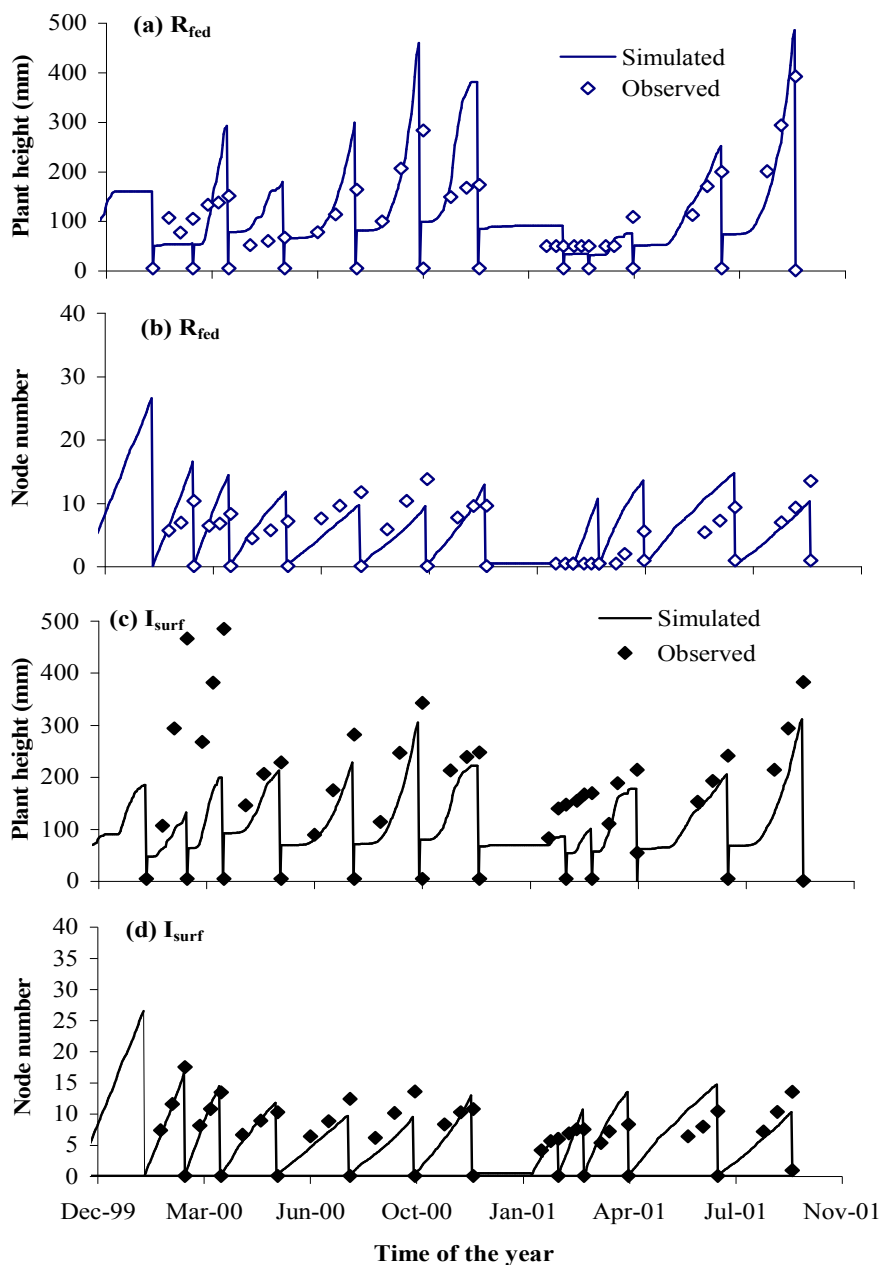 (a) R_fed
Simulated
Observed
Plant height (mm)
500
400
300
200
100
0
(b) R_fed
Node number
40
30
20
10
0
(c) I_surf
Simulated
Observed
Plant height (mm)
500
400
300
200
100
0
(d) I_surf
Node number
40
35
30
25
20
15
10
5
0
Dec-99 Mar-00 Jun-00 Oct-00 Jan-01 Apr-01 Jul-01 Nov-01
Time of the year